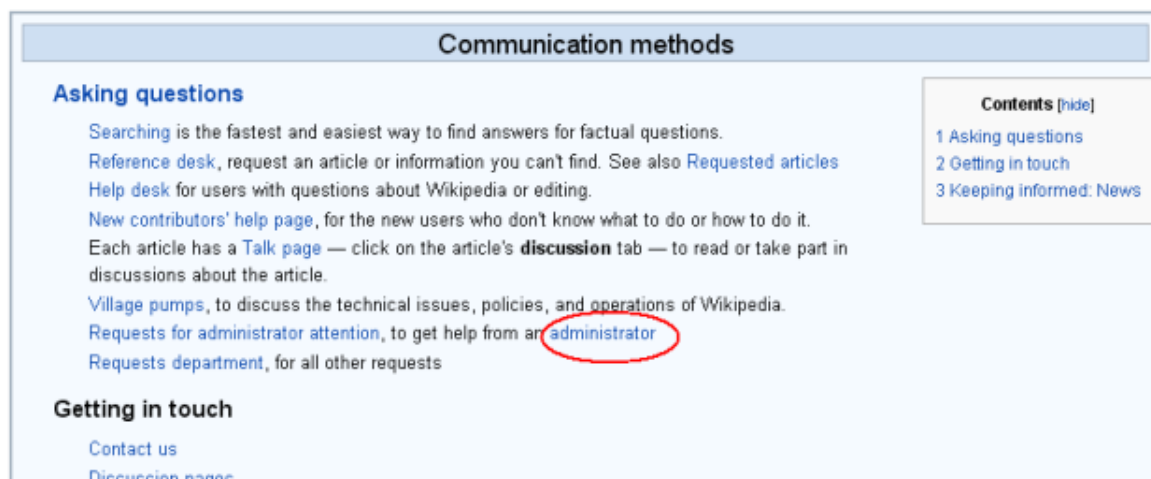 Communication methods
Asking questions
Searching is the fastest and easiest way to find answers for factual questions.
Reference desk, request an article or information you can't find. See also Requested articles
Help desk for users with questions about Wikipedia or editing.
New contributors' help page, for the new users who don't know what to do or how to do it.
Each article has a Talk page — click on the article's discussion tab — to read or take part in
discussions about the article.
Village pumps, to discuss the technical issues, policies, and operations of Wikipedia.
Requests for administrator attention, to get help from an administrator
Requests department, for all other requests
Getting in touch
Contact us
Discussion pages
Contents [hide]
1 Asking questions
2 Getting in touch
3 Keeping informed: News